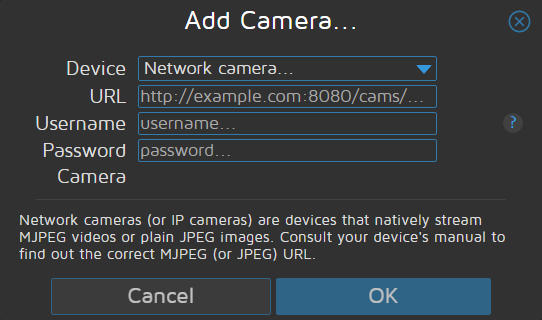 Add Camera...
Device Network camera...
URL http://example.com:8080/cams/...
Username username... ?
Password password...
Camera
Network cameras (or IP cameras) are devices that natively stream
MJPEG videos or plain JPEG images. Consult your device's manual to
find out the correct MJPEG (or JPEG) URL.
Cancel OK